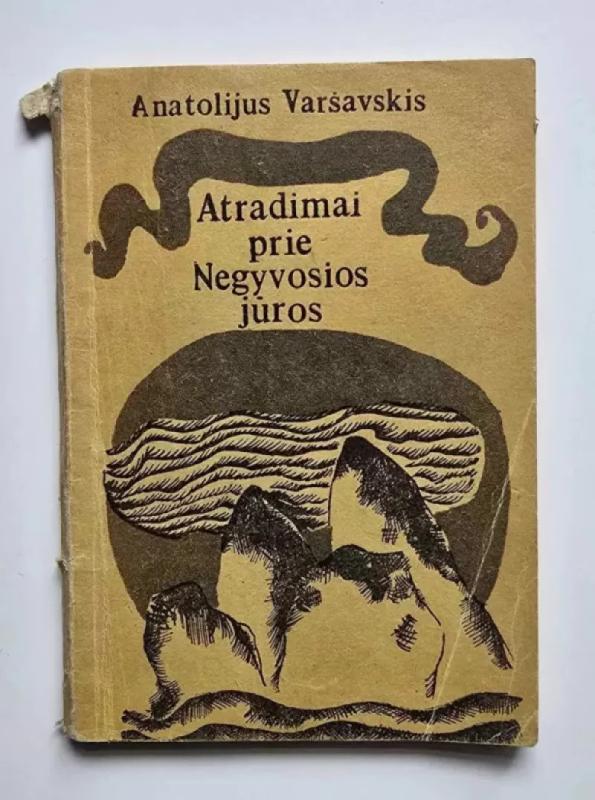 Anatolijus Varšavskis
Atradimai
prie
Negyvosios
jūros